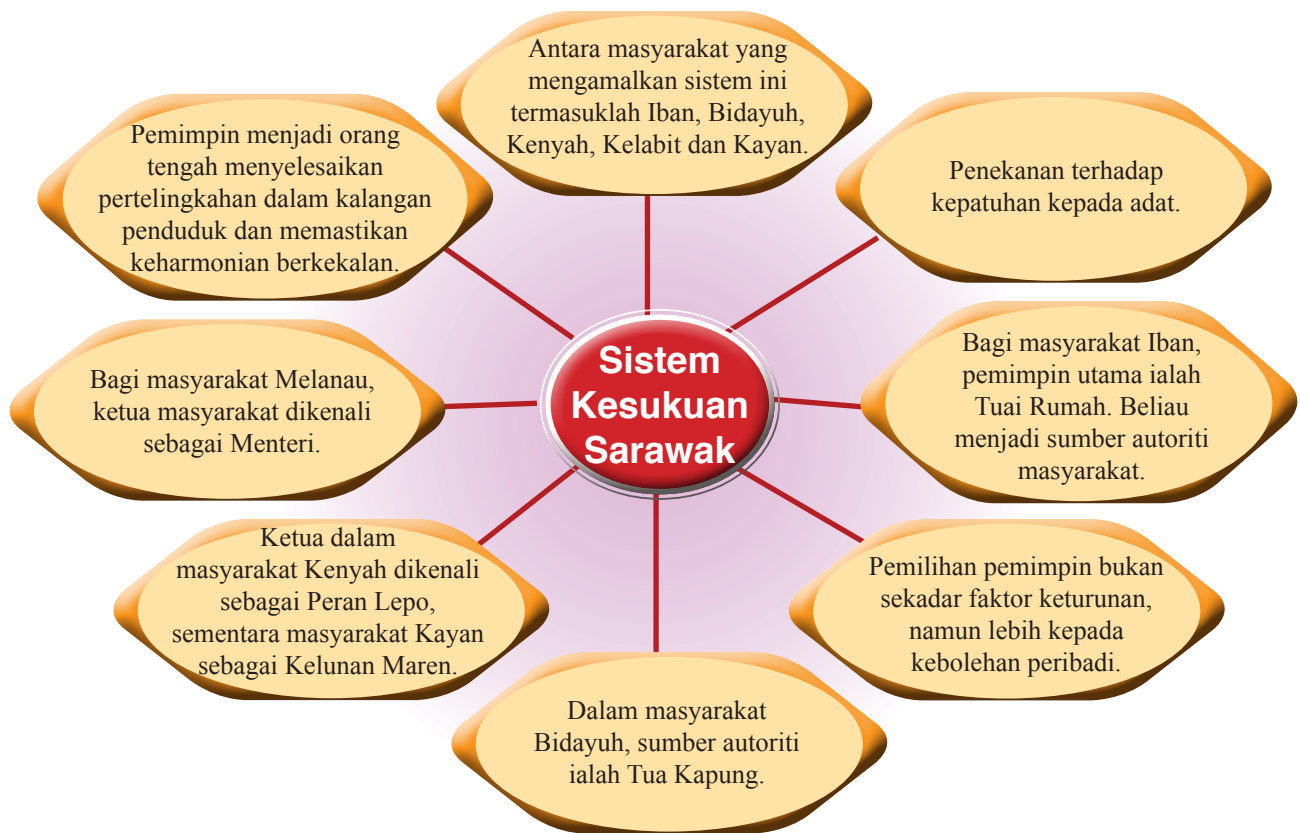 Antara masyarakat yang
mengamalkan sistem ini
termasuklah Iban, Bidayuh,
Kenyah, Kelabit dan Kayan.
Pemimpin menjadi orang
tengah menyelesaikan
pertelingkahan dalam kalangan
penduduk dan memastikan
keharmonian berkekalan.
Penekanan terhadap
kepatuhan kepada adat.
Sistem
Kesukuan
Sarawak
Bagi masyarakat Melanau,
ketua masyarakat dikenali
sebagai Menteri.
Bagi masyarakat Iban,
pemimpin utama ialah
Tuai Rumah. Beliau
menjadi sumber autoriti
masyarakat.
Ketua dalam
masyarakat Kenyah dikenali
sebagai Peran Lepo,
sementara masyarakat Kayan
sebagai Kelunan Maren.
Pemilihan pemimpin bukan
sekadar faktor keturunan,
namun lebih kepada
kebolehan peribadi.
Dalam masyarakat
Bidayuh, sumber autoriti
ialah Tua Kapung.